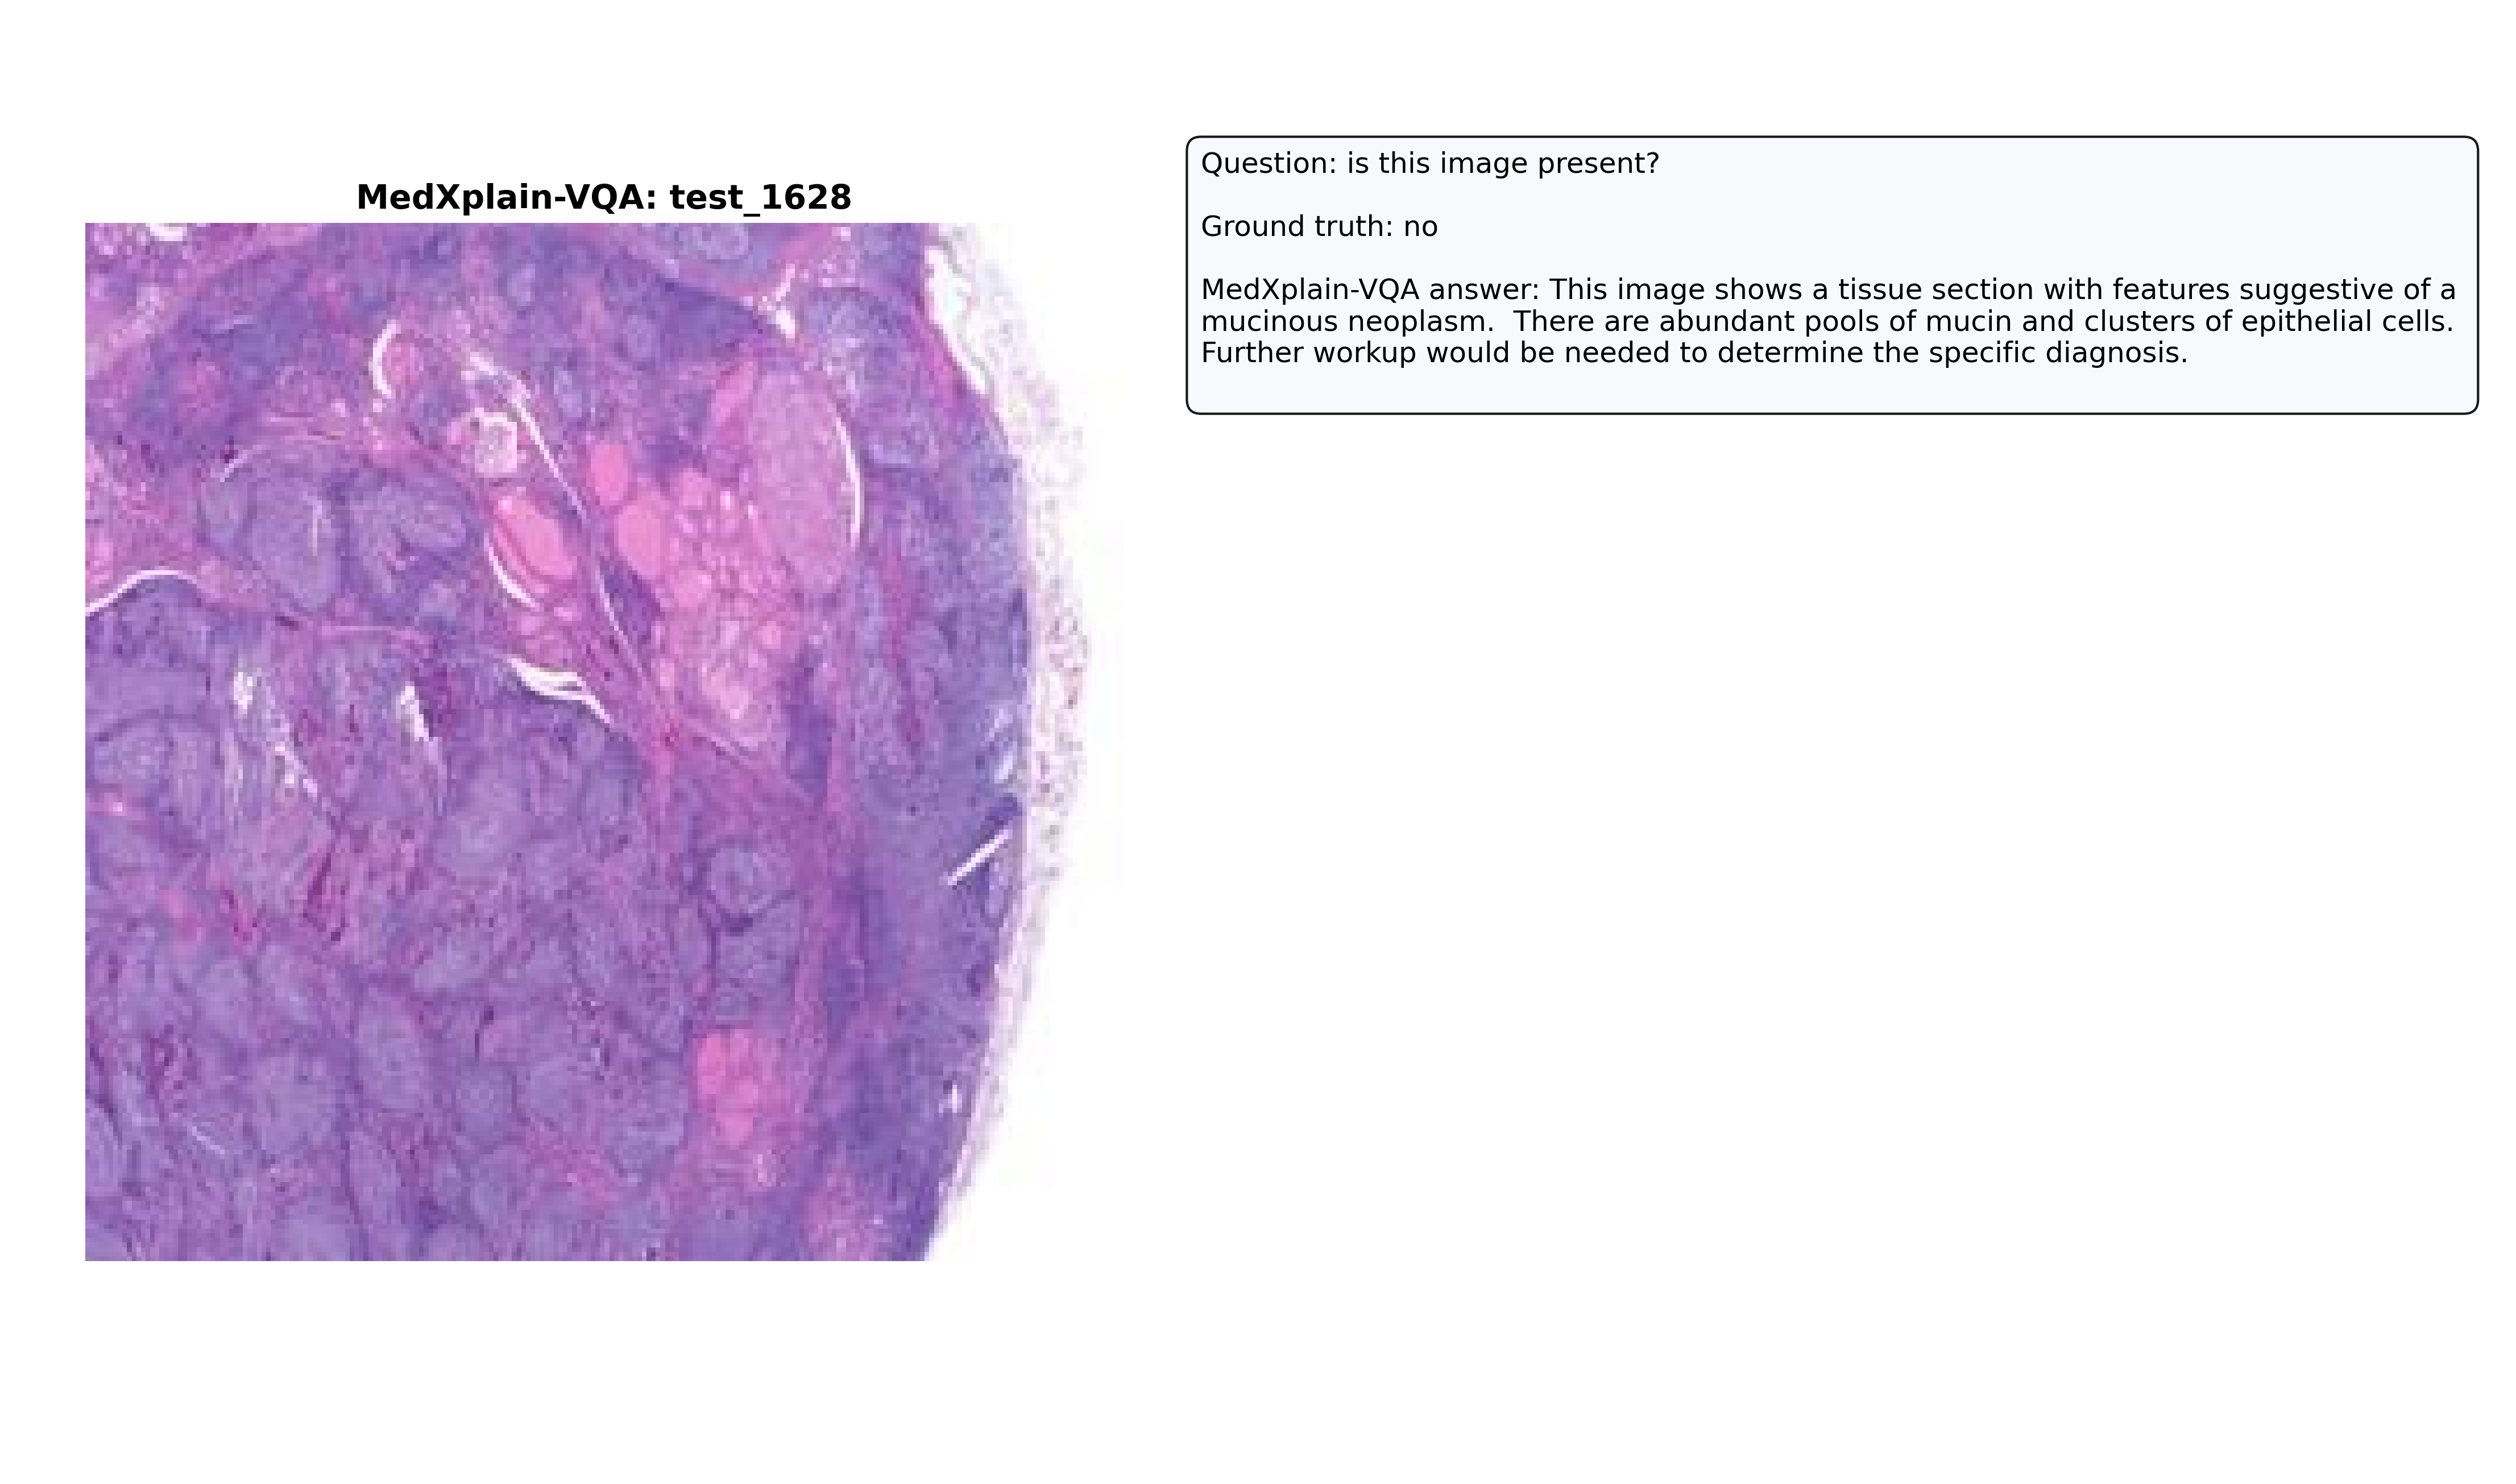 MedXplain-VQA: test_1628
Question: is this image present?
Ground truth: no
MedXplain-VQA answer: This image shows a tissue section with features suggestive of a
mucinous neoplasm.  There are abundant pools of mucin and clusters of epithelial cells.
Further workup would be needed to determine the specific diagnosis.